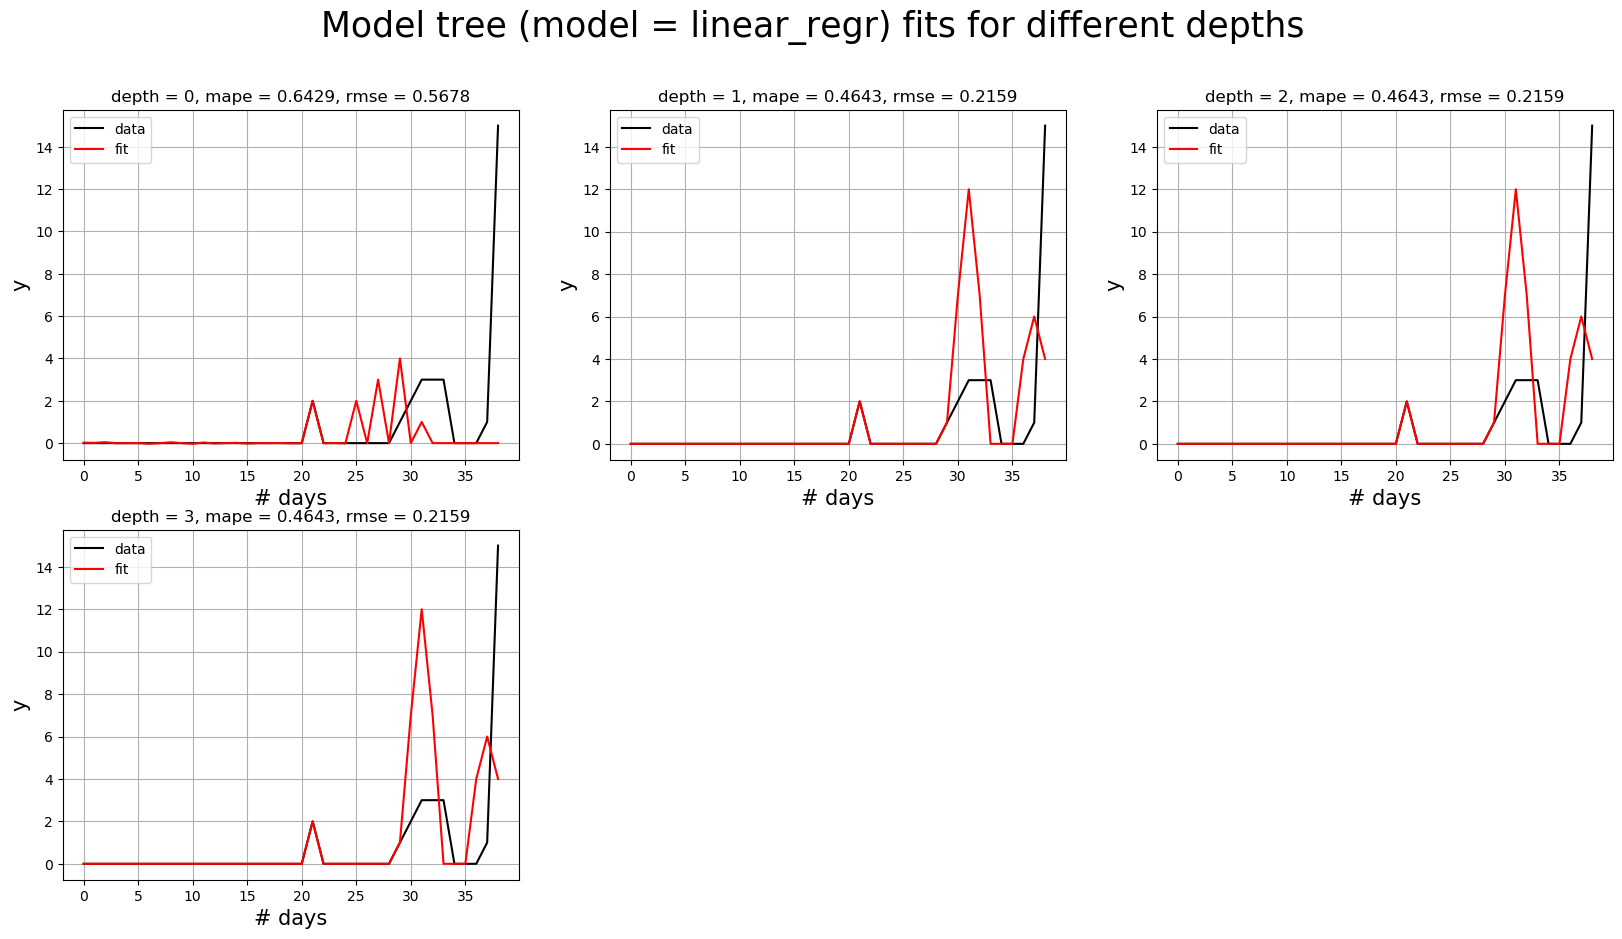 Model tree (model = linear_regr) fits for different depths
depth = 0, mape = 0.6429, rmse = 0.5678
data
fit
14
12
10
8
6
4
2
0
y
0 5 10 15 20 25 30 35
# days
depth = 1, mape = 0.4643, rmse = 0.2159
data
fit
14
12
10
8
6
4
2
0
y
0 5 10 15 20 25 30 35
# days
depth = 2, mape = 0.4643, rmse = 0.2159
data
fit
14
12
10
8
6
4
2
0
y
0 5 10 15 20 25 30 35
# days
depth = 3, mape = 0.4643, rmse = 0.2159
data
fit
14
12
10
8
6
4
2
0
y
0 5 10 15 20 25 30 35
# days